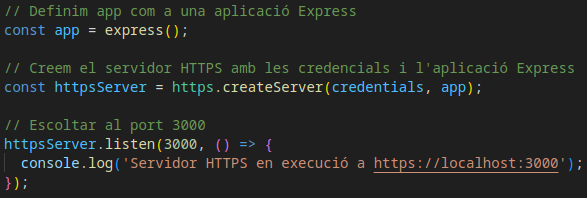 // Definim app com a una aplicació Express
const app = express();
// Creem el servidor HTTPS amb les credencials i l'aplicació Express
const httpsServer = https.createServer(credentials, app);
// Escoltar al port 3000
httpsServer.listen(3000, () => {
  console.log('Servidor HTTPS en execució a https://localhost:3000');
});